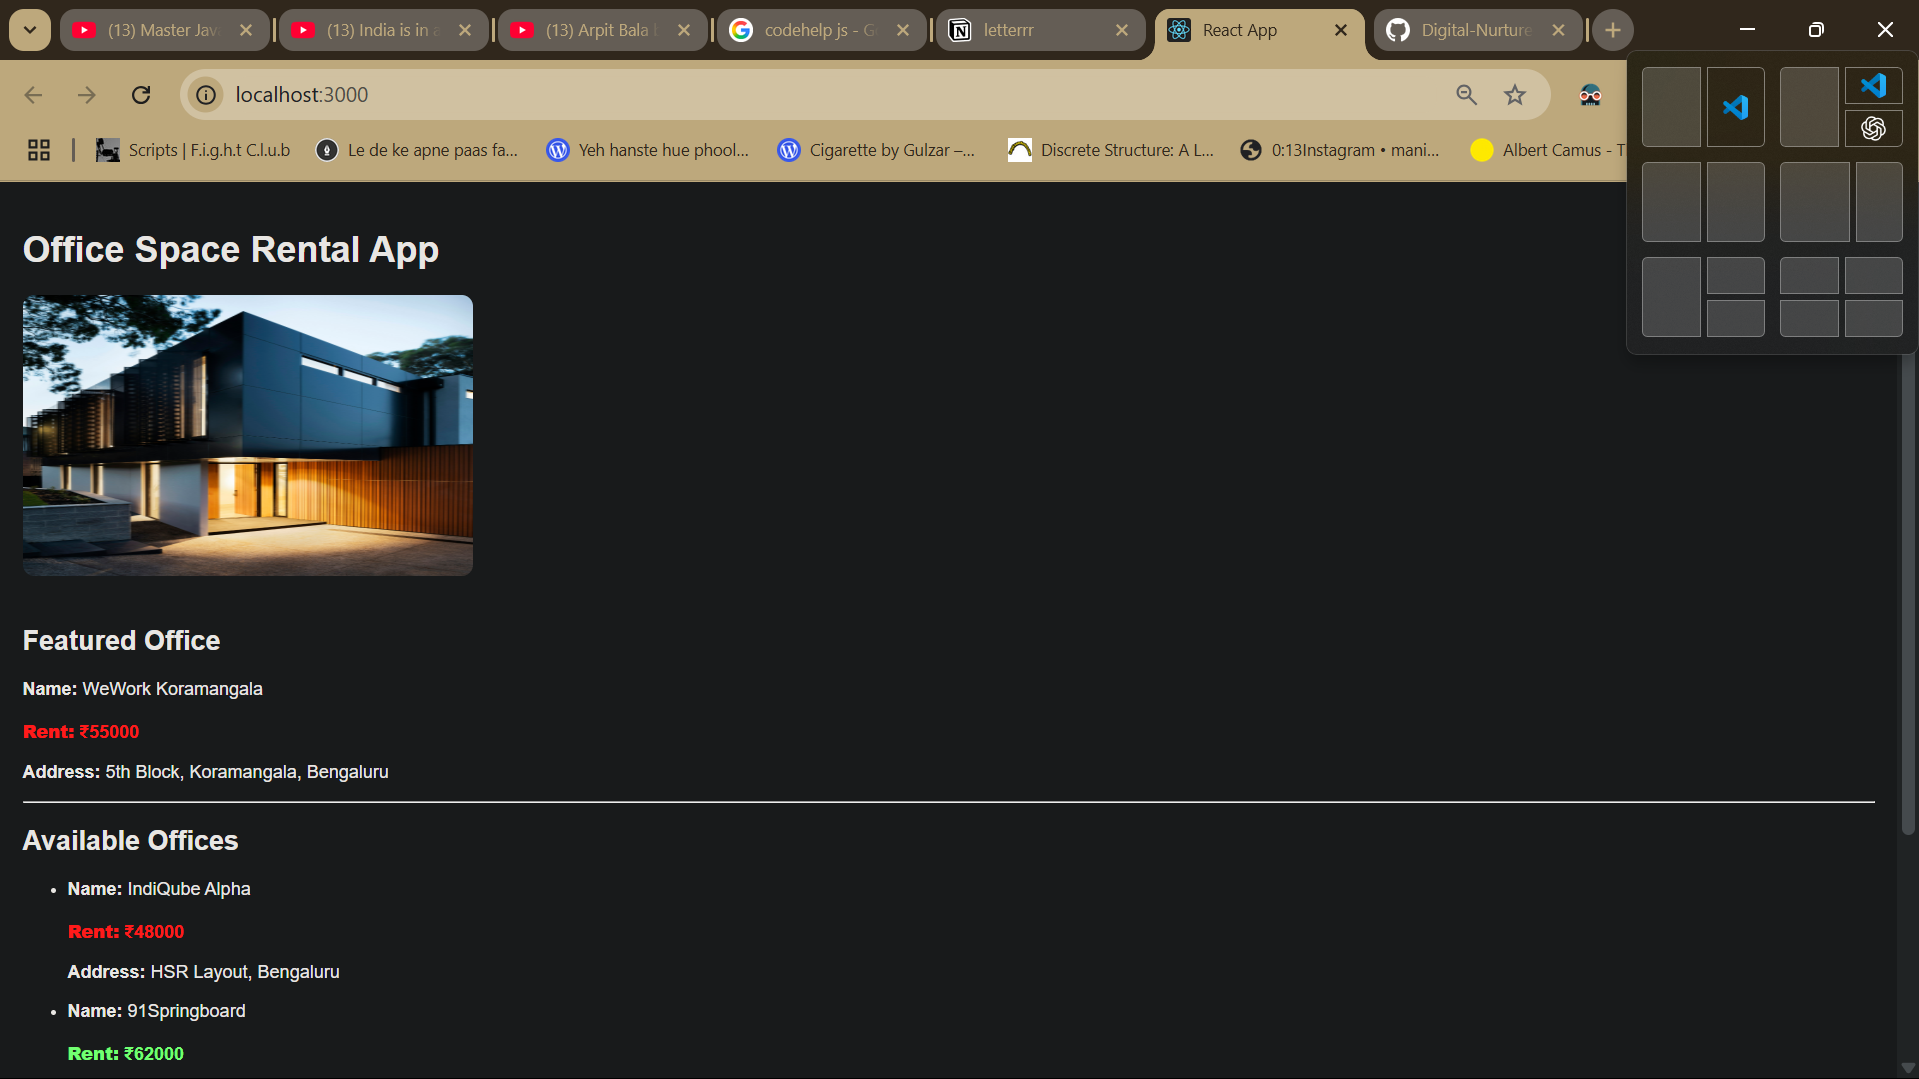 (13) Master Jav
(13) India is in a
(13) Arpit Bala b
codehelp js - G
letterrr
React App
Digital-Nurture
localhost:3000
Scripts | F.i.g.h.t C.l.u.b
Le de ke apne paas fa...
Yeh hanste hue phool...
Cigarette by Gulzar –...
Discrete Structure: A L...
0:13Instagram • mani...
Albert Camus - T
Office Space Rental App
Featured Office
Name: WeWork Koramangala
Rent: ₹55000
Address: 5th Block, Koramangala, Bengaluru
Available Offices
• Name: IndiQube Alpha
Rent: ₹48000
Address: HSR Layout, Bengaluru
• Name: 91Springboard
Rent: ₹62000